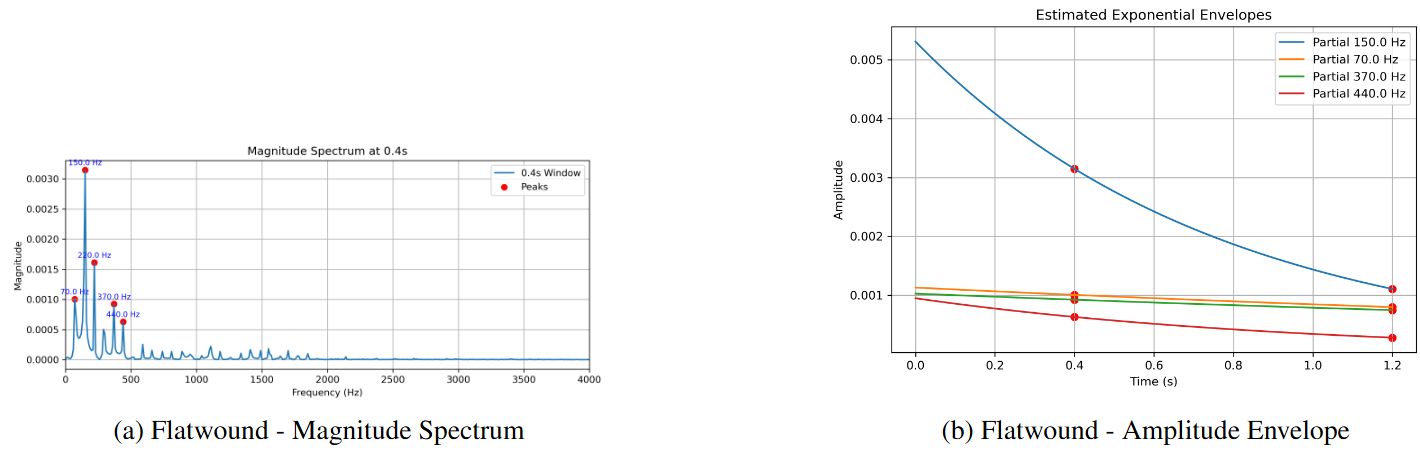 Magnitude Spectrum at 0.4s
0.4s Window
Peaks
150.0 Hz
220.0 Hz
70.0 Hz
370.0 Hz
440.0 Hz
Magnitude
0.0030
0.0025
0.0020
0.0015
0.0010
0.0005
0.0000
0 500 1000 1500 2000 2500 3000 3500 4000
Frequency (Hz)
(a) Flatwound - Magnitude Spectrum
Estimated Exponential Envelopes
Partial 150.0 Hz
Partial 70.0 Hz
Partial 370.0 Hz
Partial 440.0 Hz
Amplitude
0.005
0.004
0.003
0.002
0.001
0.0 0.2 0.4 0.6 0.8 1.0 1.2
Time (s)
(b) Flatwound - Amplitude Envelope